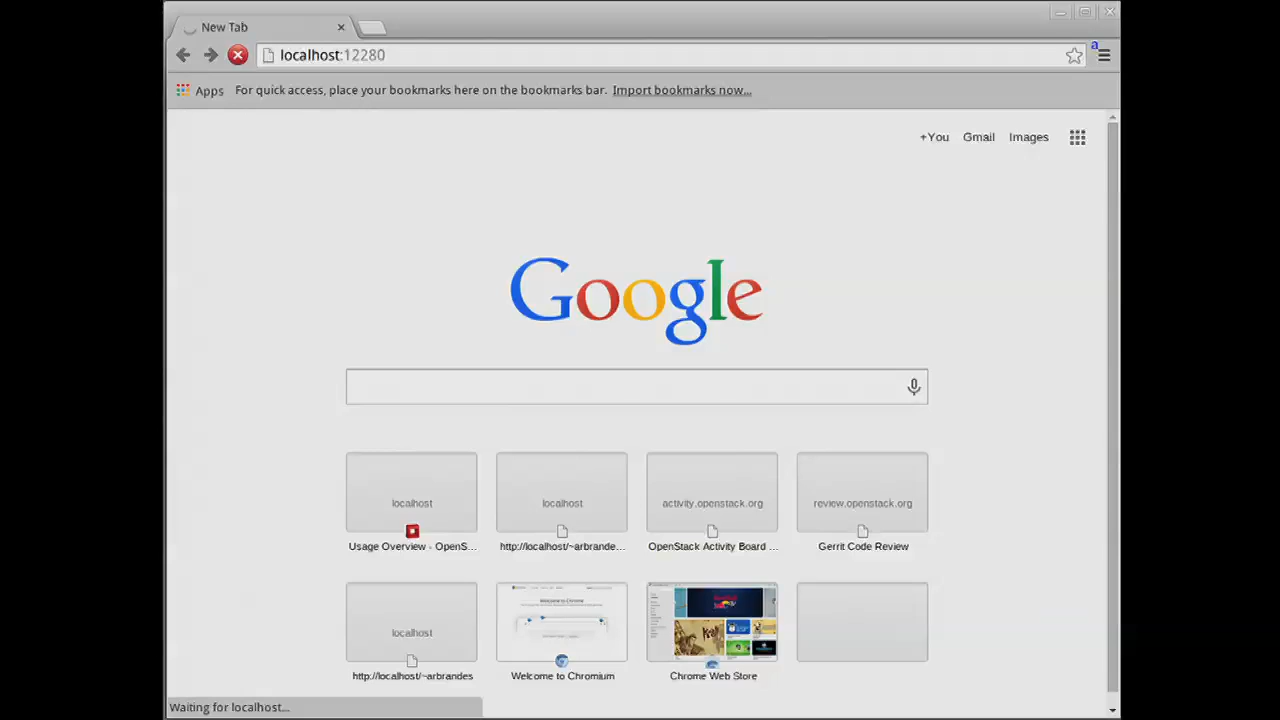 New Tab
localhost:12280
Apps For quick access, place your bookmarks here on the bookmarks bar. Import bookmarks now...
+You Gmail Images
Google
localhost localhost activity.openstack.org review.openstack.org
Usage Overview - OpenS... http://localhost/~arbrande... OpenStack Activity Board ... Gerrit Code Review
localhost
http://localhost/~arbrandes Welcome to Chromium Chrome Web Store
Waiting for localhost...